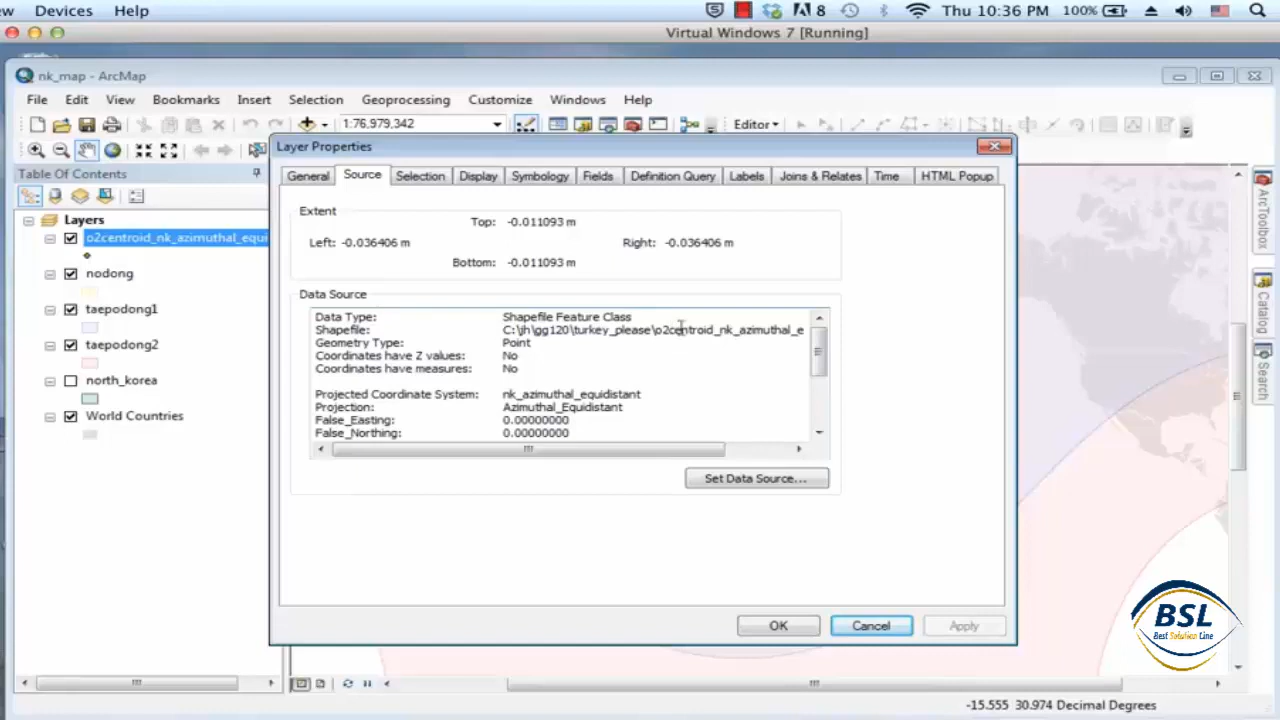 ew Devices Help 8 Thu 10:36 PM 100%
Virtual Windows 7 [Running]
nk_map - ArcMap
File Edit View Bookmarks Insert Selection Geoprocessing Customize Windows Help
1:76,979,342 Editor
Table Of Contents
Layers
o2centroid_nk_azimuthal_equi
nodong
taepodong1
taepodong2
north_korea
World Countries
Layer Properties
General Source Selection Display Symbology Fields Definition Query Labels Joins & Relates Time HTML Popup
Extent
Top: -0.011093 m
Left: -0.036406 m Right: -0.036406 m
Bottom: -0.011093 m
Data Source
Data Type: Shapefile Feature Class
Shapefile: C:\jh\gg120\turkey_please\o2centroid_nk_azimuthal_e
Geometry Type: Point
Coordinates have Z values: No
Coordinates have measures: No
Projected Coordinate System: nk_azimuthal_equidistant
Projection: Azimuthal_Equidistant
False_Easting: 0.00000000
False_Northing: 0.00000000
Set Data Source...
OK Cancel Apply
ArcToolbox
Catalog
Search
BSL
Best Solution Line
-15.555 30.974 Decimal Degrees